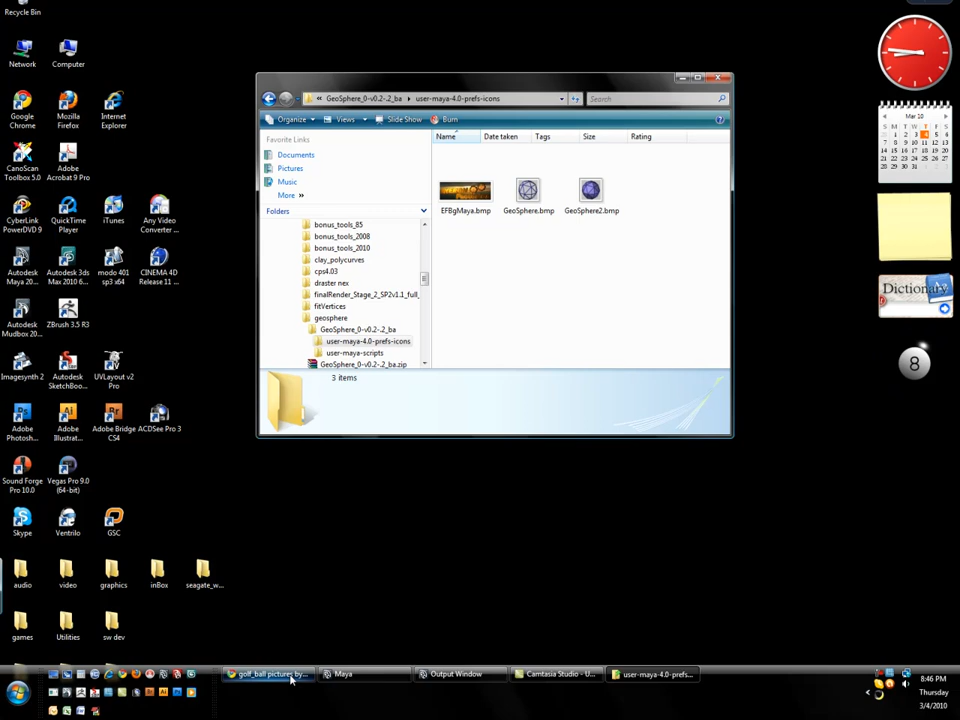 Recycle Bin
Network
Computer
Google Chrome
Mozilla Firefox
Internet Explorer
CanoScan Toolbox 5.0
Adobe Acrobat 9 Pro
CyberLink PowerDVD 9
QuickTime Player
iTunes
Any Video Converter ...
Autodesk Maya 20...
Autodesk 3ds Max 2010 6...
modo 401 sp3 x64
CINEMA 4D Release 11 ...
Autodesk Mudbox 20...
ZBrush 3.5 R3
Imagesynth 2
Autodesk SketchBoo...
UVLayout v2 Pro
Adobe Photosh...
Adobe Illustrat...
Adobe Bridge CS4
ACDSee Pro 3
Sound Forge Pro 10.0
Vegas Pro 9.0 (64-bit)
Skype
Ventrilo
GSC
audio
video
graphics
inBox
seagate_w...
games
Utilities
sw dev
« GeoSphere_0-v0.2-.2_ba ▸ user-maya-4.0-prefs-icons
Search
Organize
Views
Slide Show
Burn
Favorite Links
Documents
Pictures
Music
More »
Folders
bonus_tools_85
bonus_tools_2008
bonus_tools_2010
clay_polycurves
cps4.03
draster nex
finalRender_Stage_2_SP2v1.1_full_
fitVertices
geosphere
GeoSphere_0-v0.2-.2_ba
user-maya-4.0-prefs-icons
user-maya-scripts
GeoSphere_0-v0.2-.2_ba.zip
Name
Date taken
Tags
Size
Rating
EFBgMaya.bmp
GeoSphere.bmp
GeoSphere2.bmp
3 items
Mar 10
S M T W T F S
28 1 2 3 4 5 6
7 8 9 10 11 12 13
14 15 16 17 18 19 20
21 22 23 24 25 26 27
28 29 30 31
Dictionary
8
golf_ball pictures by...
Maya
Output Window
Camtasia Studio - U...
user-maya-4.0-prefs...
8:46 PM
Thursday
3/4/2010